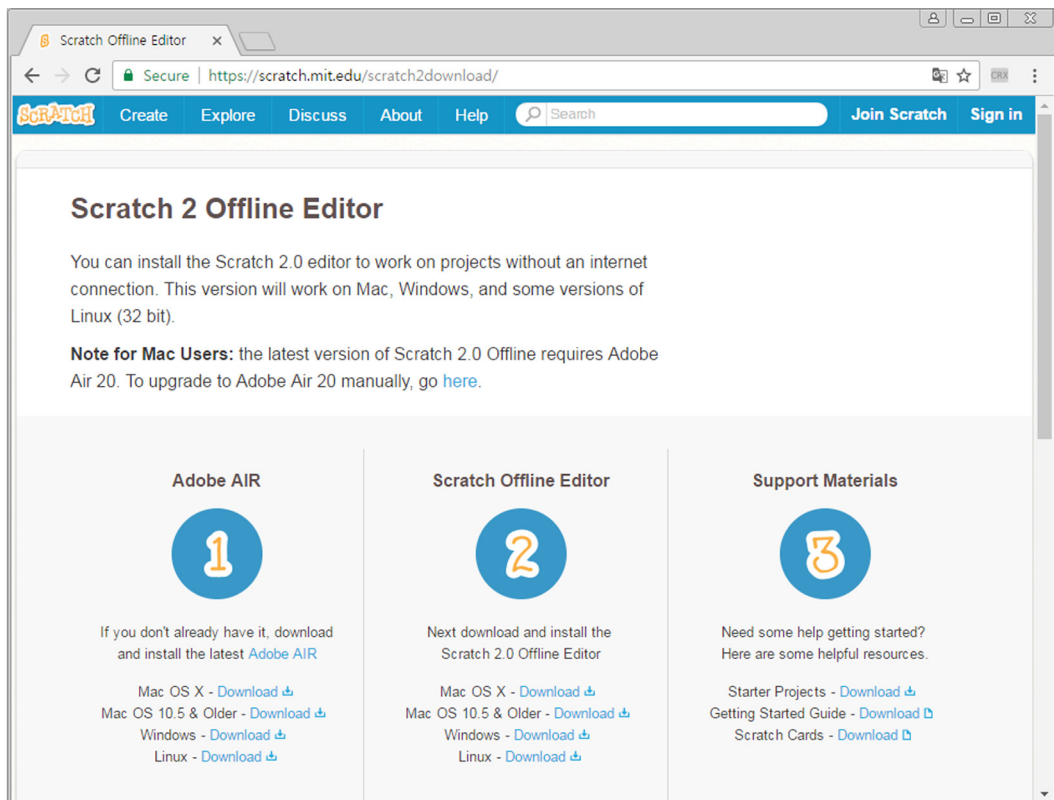 Scratch Offline Editor
Secure | https://scratch.mit.edu/scratch2download/
CRX
SCRATCH Create Explore Discuss About Help Search Join Scratch Sign in
Scratch 2 Offline Editor
You can install the Scratch 2.0 editor to work on projects without an internet
connection. This version will work on Mac, Windows, and some versions of
Linux (32 bit).
Note for Mac Users: the latest version of Scratch 2.0 Offline requires Adobe
Air 20. To upgrade to Adobe Air 20 manually, go here.
Adobe AIR
1
If you don't already have it, download
and install the latest Adobe AIR
Mac OS X - Download
Mac OS 10.5 & Older - Download
Windows - Download
Linux - Download
Scratch Offline Editor
2
Next download and install the
Scratch 2.0 Offline Editor
Mac OS X - Download
Mac OS 10.5 & Older - Download
Windows - Download
Linux - Download
Support Materials
3
Need some help getting started?
Here are some helpful resources.
Starter Projects - Download
Getting Started Guide - Download
Scratch Cards - Download